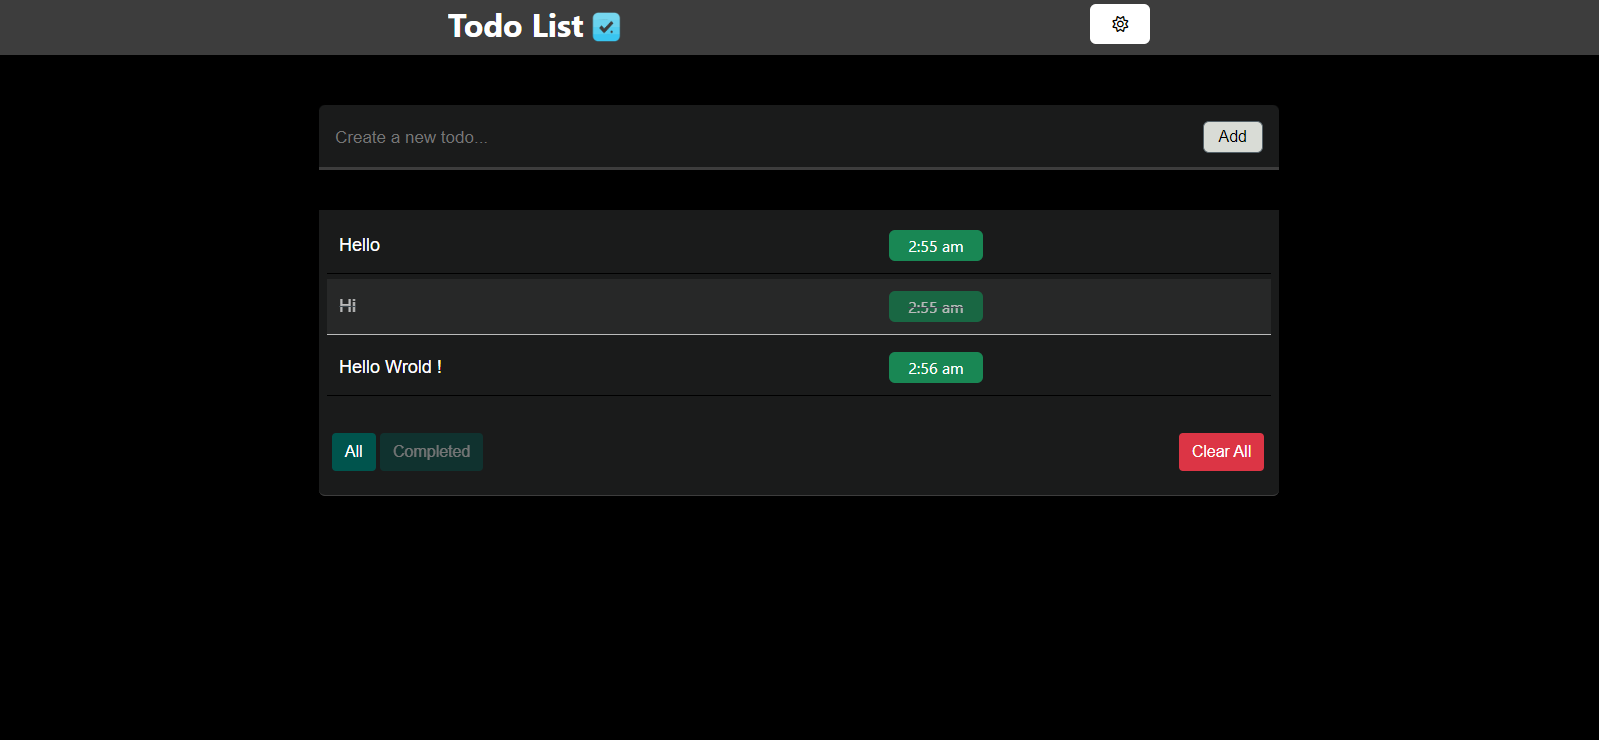 Todo List
Create a new todo... Add
Hello 2:55 am
Hi 2:55 am
Hello Wrold ! 2:56 am
All Completed Clear All